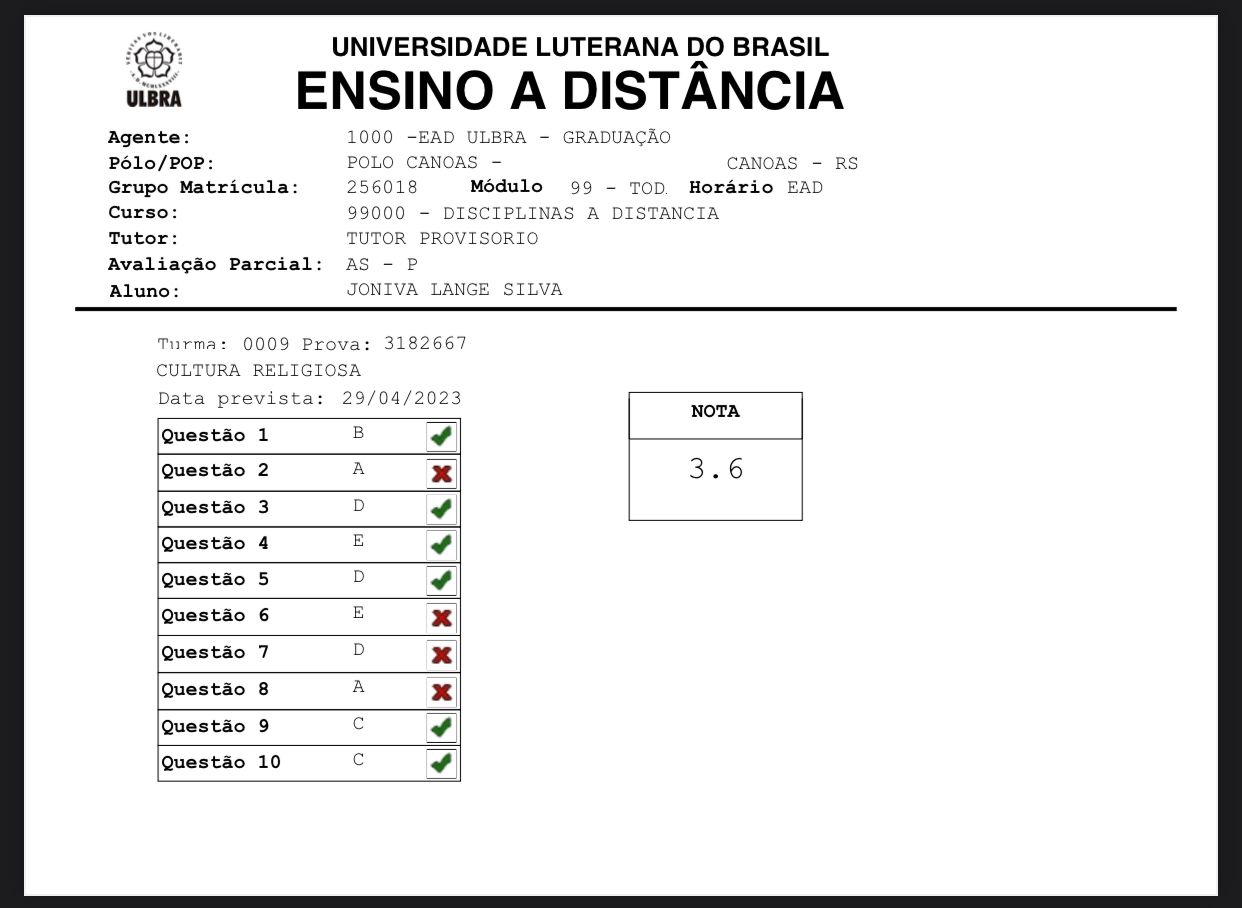 UNIVERSIDADE LUTERANA DO BRASIL
ENSINO A DISTÂNCIA
ULBRA
Agente: 1000 -EAD ULBRA - GRADUAÇÃO
Pólo/POP: POLO CANOAS - CANOAS - RS
Grupo Matrícula: 256018 Módulo 99 - TOD. Horário EAD
Curso: 99000 - DISCIPLINAS A DISTANCIA
Tutor: TUTOR PROVISORIO
Avaliação Parcial: AS - P
Aluno: JONIVA LANGE SILVA
Turma: 0009 Prova: 3182667
CULTURA RELIGIOSA
Data prevista: 29/04/2023
Questão 1 B
Questão 2 A
Questão 3 D
Questão 4 E
Questão 5 D
Questão 6 E
Questão 7 D
Questão 8 A
Questão 9 C
Questão 10 C
NOTA
3.6